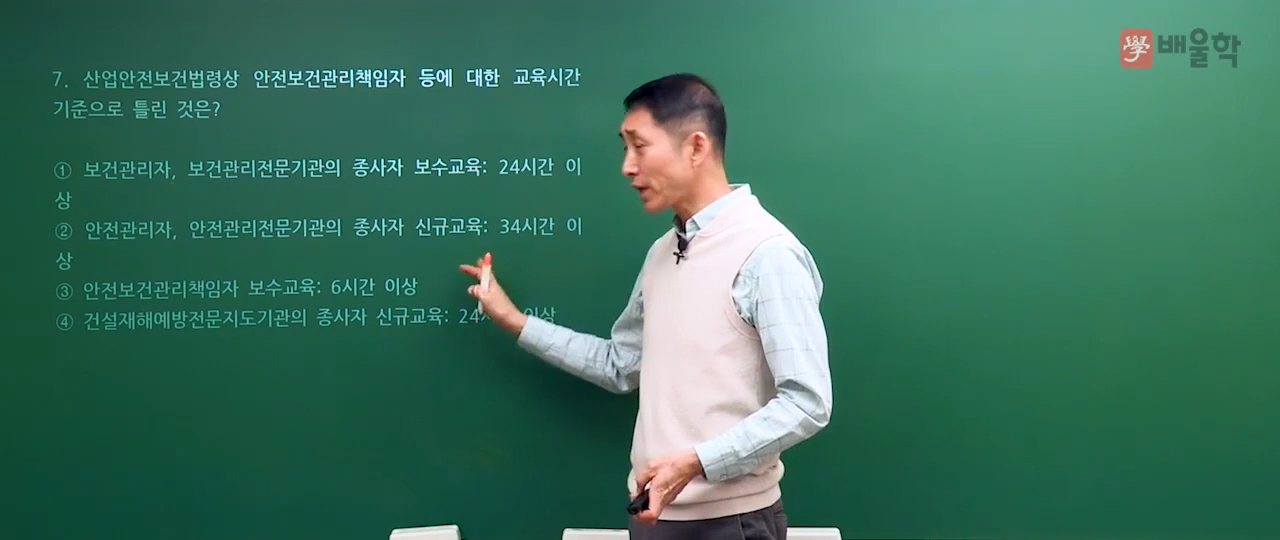 學 배울학
7. 산업안전보건법령상 안전보건관리책임자 등에 대한 교육시간
기준으로 틀린 것은?
① 보건관리자, 보건관리전문기관의 종사자 보수교육: 24시간 이
상
② 안전관리자, 안전관리전문기관의 종사자 신규교육: 34시간 이
상
③ 안전보건관리책임자 보수교육: 6시간 이상
④ 건설재해예방전문지도기관의 종사자 신규교육: 이상